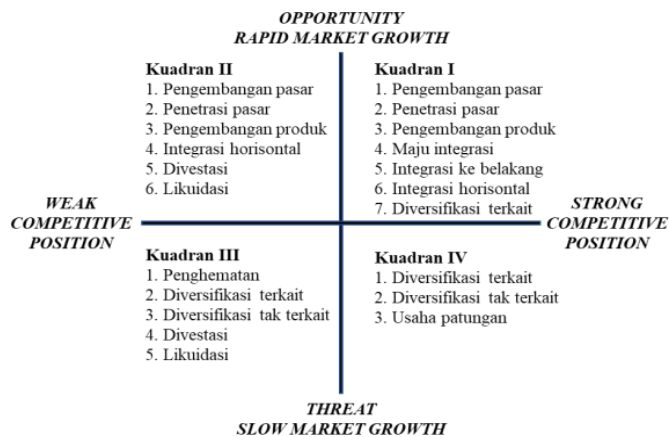 OPPORTUNITY
RAPID MARKET GROWTH
Kuadran II
1. Pengembangan pasar
2. Penetrasi pasar
3. Pengembangan produk
4. Integrasi horisontal
5. Divestasi
6. Likuidasi
Kuadran I
1. Pengembangan pasar
2. Penetrasi pasar
3. Pengembangan produk
4. Maju integrasi
5. Integrasi ke belakang
6. Integrasi horisontal
7. Diversifikasi terkait
WEAK
COMPETITIVE
POSITION
STRONG
COMPETITIVE
POSITION
Kuadran III
1. Penghematan
2. Diversifikasi terkait
3. Diversifikasi tak terkait
4. Divestasi
5. Likuidasi
Kuadran IV
1. Diversifikasi terkait
2. Diversifikasi tak terkait
3. Usaha patungan
THREAT
SLOW MARKET GROWTH